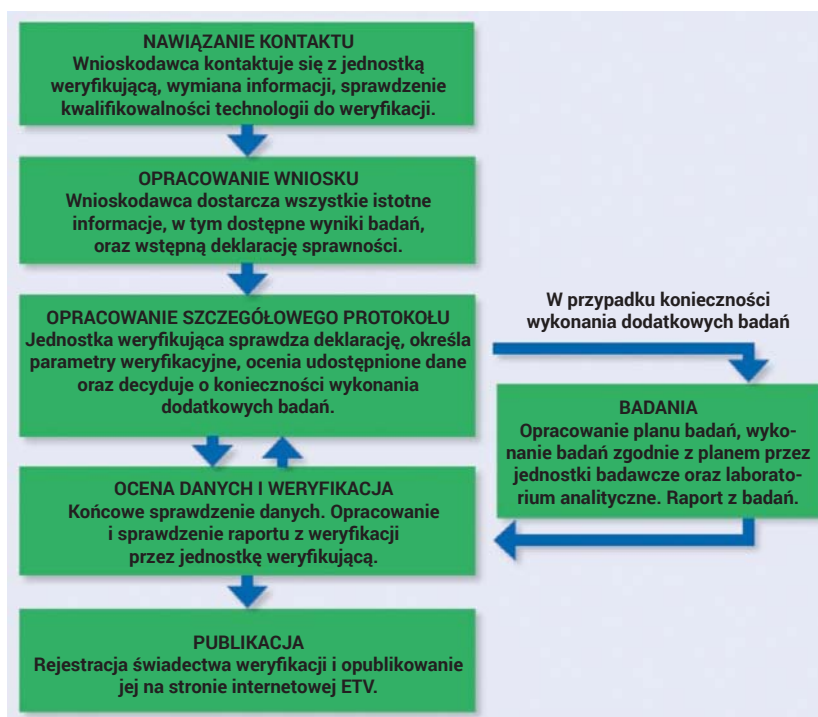 NAWIĄZANIE KONTAKTU
Wnioskodawca kontaktuje się z jednostką
weryfikującą, wymiana informacji, sprawdzenie
kwalifikowalności technologii do weryfikacji.
OPRACOWANIE WNIOSKU
Wnioskodawca dostarcza wszystkie istotne
informacje, w tym dostępne wyniki badań,
oraz wstępną deklarację sprawności.
OPRACOWANIE SZCZEGÓŁOWEGO PROTOKOŁU
Jednostka weryfikująca sprawdza deklarację, określa
parametry weryfikacyjne, ocenia udostępnione dane
oraz decyduje o konieczności wykonania
dodatkowych badań.
W przypadku konieczności
wykonania dodatkowych badań
BADANIA
Opracowanie planu badań, wyko-
nanie badań zgodnie z planem przez
jednostki badawcze oraz laborato-
rium analityczne. Raport z badań.
OCENA DANYCH I WERYFIKACJA
Końcowe sprawdzenie danych. Opracowanie
i sprawdzenie raportu z weryfikacji
przez jednostkę weryfikującą.
PUBLIKACJA
Rejestracja świadectwa weryfikacji i opublikowanie
jej na stronie internetowej ETV.